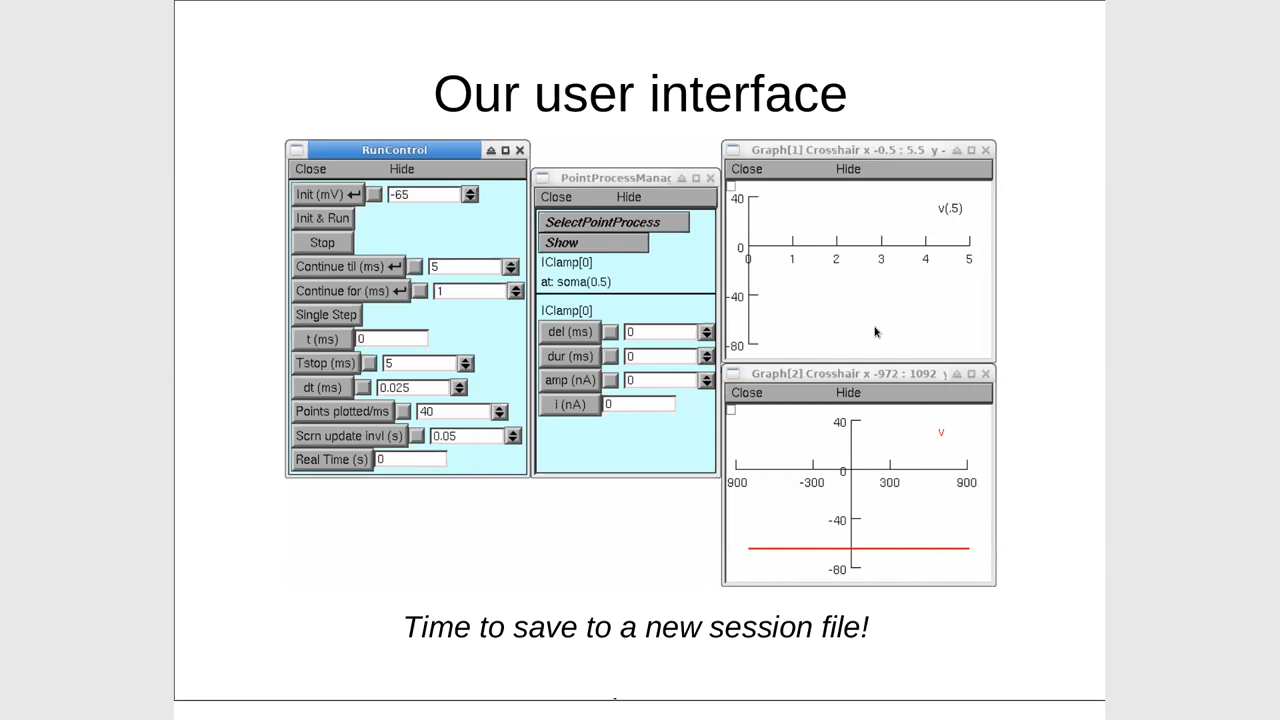 Our user interface
RunControl
Close Hide
Init (mV) -65
Init & Run
Stop
Continue til (ms) 5
Continue for (ms) 1
Single Step
t (ms) 0
Tstop (ms) 5
dt (ms) 0.025
Points plotted/ms 40
Scrn update invl (s) 0.05
Real Time (s) 0
PointProcessManag
Close Hide
SelectPointProcess
Show
IClamp[0]
at: soma(0.5)
IClamp[0]
del (ms) 0
dur (ms) 0
amp (nA) 0
i (nA) 0
Graph[1] Crosshair x -0.5 : 5.5 y -
Close Hide
40
v(.5)
0
0 1 2 3 4 5
-40
-80
Graph[2] Crosshair x -972 : 1092 y
Close Hide
40
v
0
900 -300 300 900
-40
-80
Time to save to a new session file!